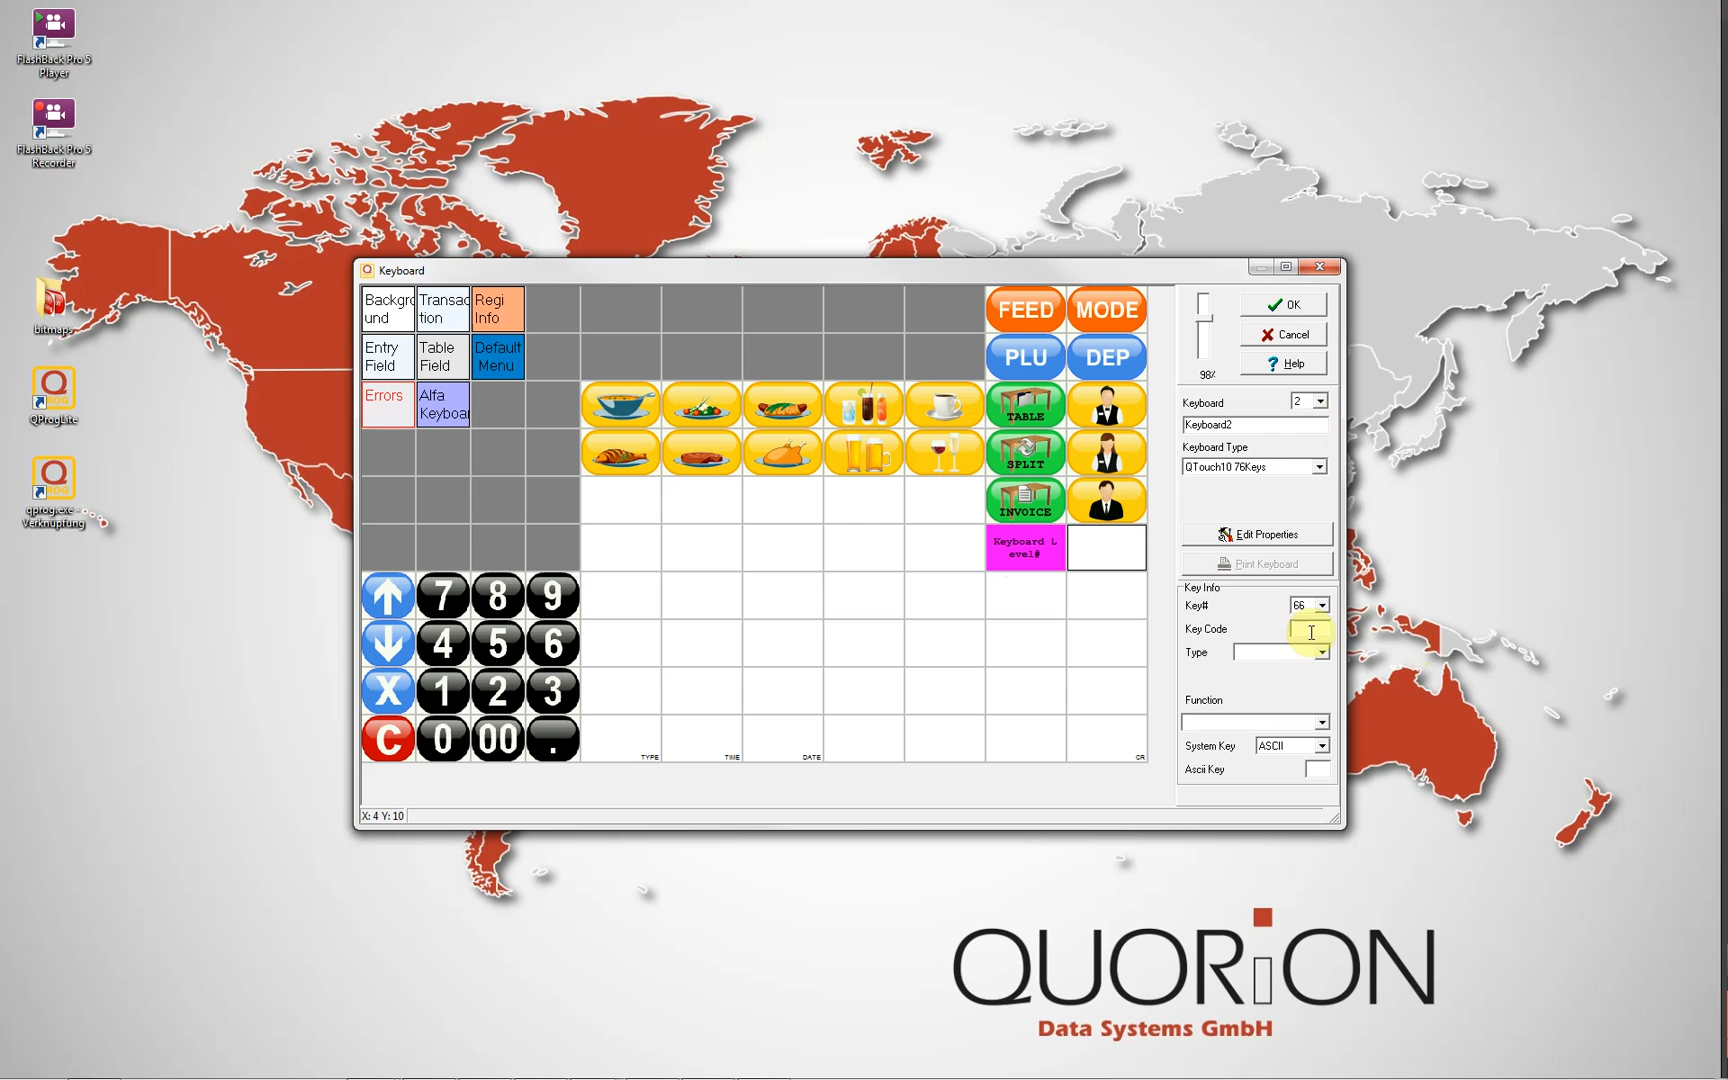 FlashBack Pro 5
Player
FlashBack Pro 5
Recorder
bitmaps
QProgLite
qprog.exe -
Verknüpfung
Keyboard
Backgro
und
Transac
tion
Regi
Info
Entry
Field
Table
Field
Default
Menu
Errors
Alfa
Keyboar
FEED
MODE
PLU
DEP
TABLE
SPLIT
INVOICE
Keyboard L
evel#
7
8
9
4
5
6
X
1
2
3
C
0
00
.
TYPE
TIME
DATE
CR
98%
OK
Cancel
? Help
Keyboard
2
Keyboard2
Keyboard Type
QTouch10 76Keys
Edit Properties
Print Keyboard
Key Info
Key#
66
Key Code
Type
Function
System Key
ASCII
Ascii Key
X: 4 Y: 10
QUORiON
Data Systems GmbH